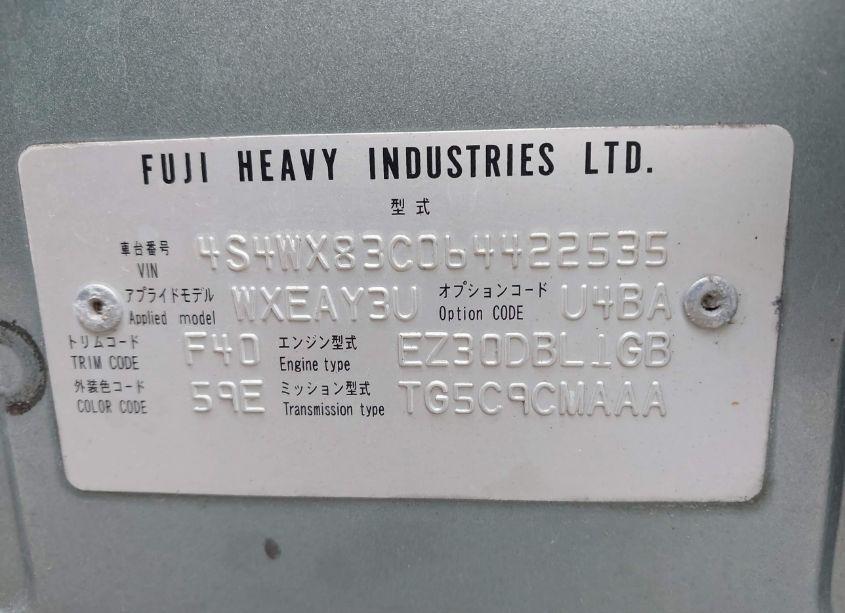 FUJI HEAVY INDUSTRIES LTD.
型式
車台番号 VIN 4S4WX83C064422535
アプライドモデル Applied model WXEAY3U オプションコード Option CODE U4BA
トリムコード TRIM CODE F40 エンジン型式 Engine type EZ30DBL1GB
外装色コード COLOR CODE 59E ミッション型式 Transmission type TG5C9CMAAA